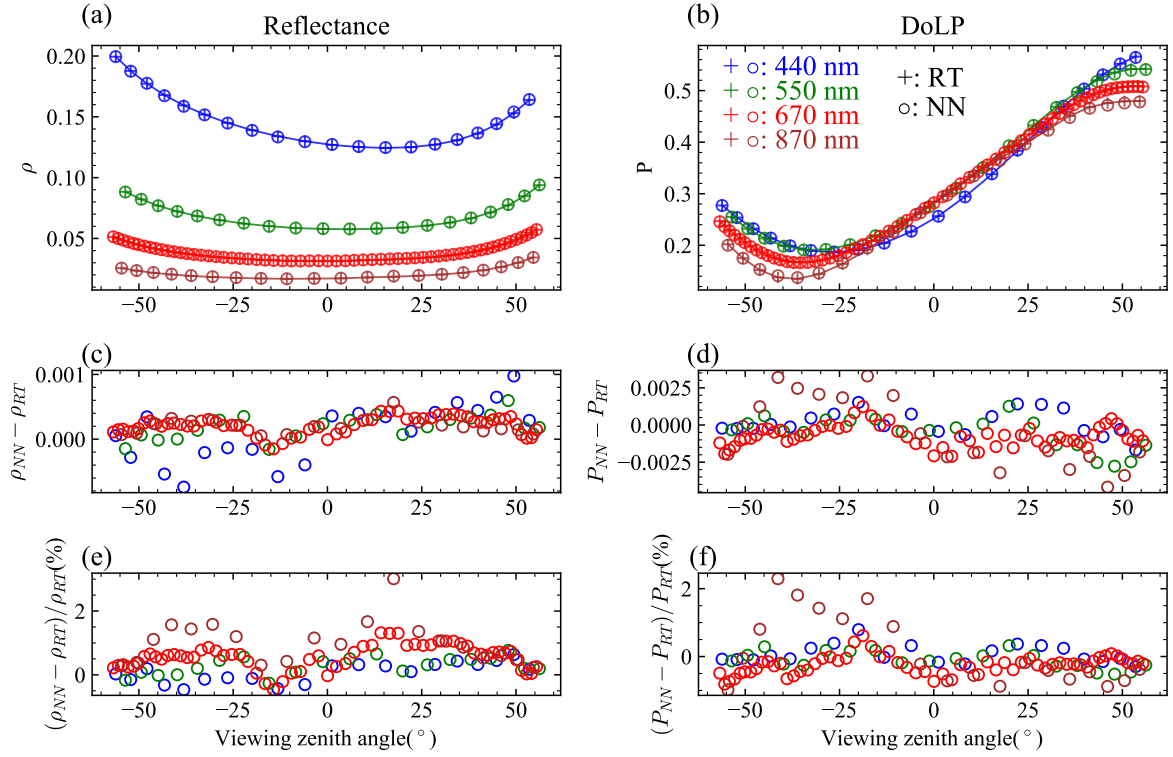 (a) Reflectance
(b) DoLP
0.20
0.15
0.10
0.05
ρ
−50 −25 0 25 50
0.5
0.4
0.3
0.2
P
+ ○: 440 nm
+ ○: 550 nm
+ ○: 670 nm
+ ○: 870 nm
+: RT
○: NN
−50 −25 0 25 50
(c)
0.001
0.000
ρ_NN − ρ_RT
−50 −25 0 25 50
(d)
0.0025
0.0000
−0.0025
P_NN − P_RT
−50 −25 0 25 50
(e)
2
0
(ρ_NN − ρ_RT)/ρ_RT(%)
−50 −25 0 25 50
Viewing zenith angle(°)
(f)
2
0
(P_NN − P_RT)/P_RT(%)
−50 −25 0 25 50
Viewing zenith angle(°)